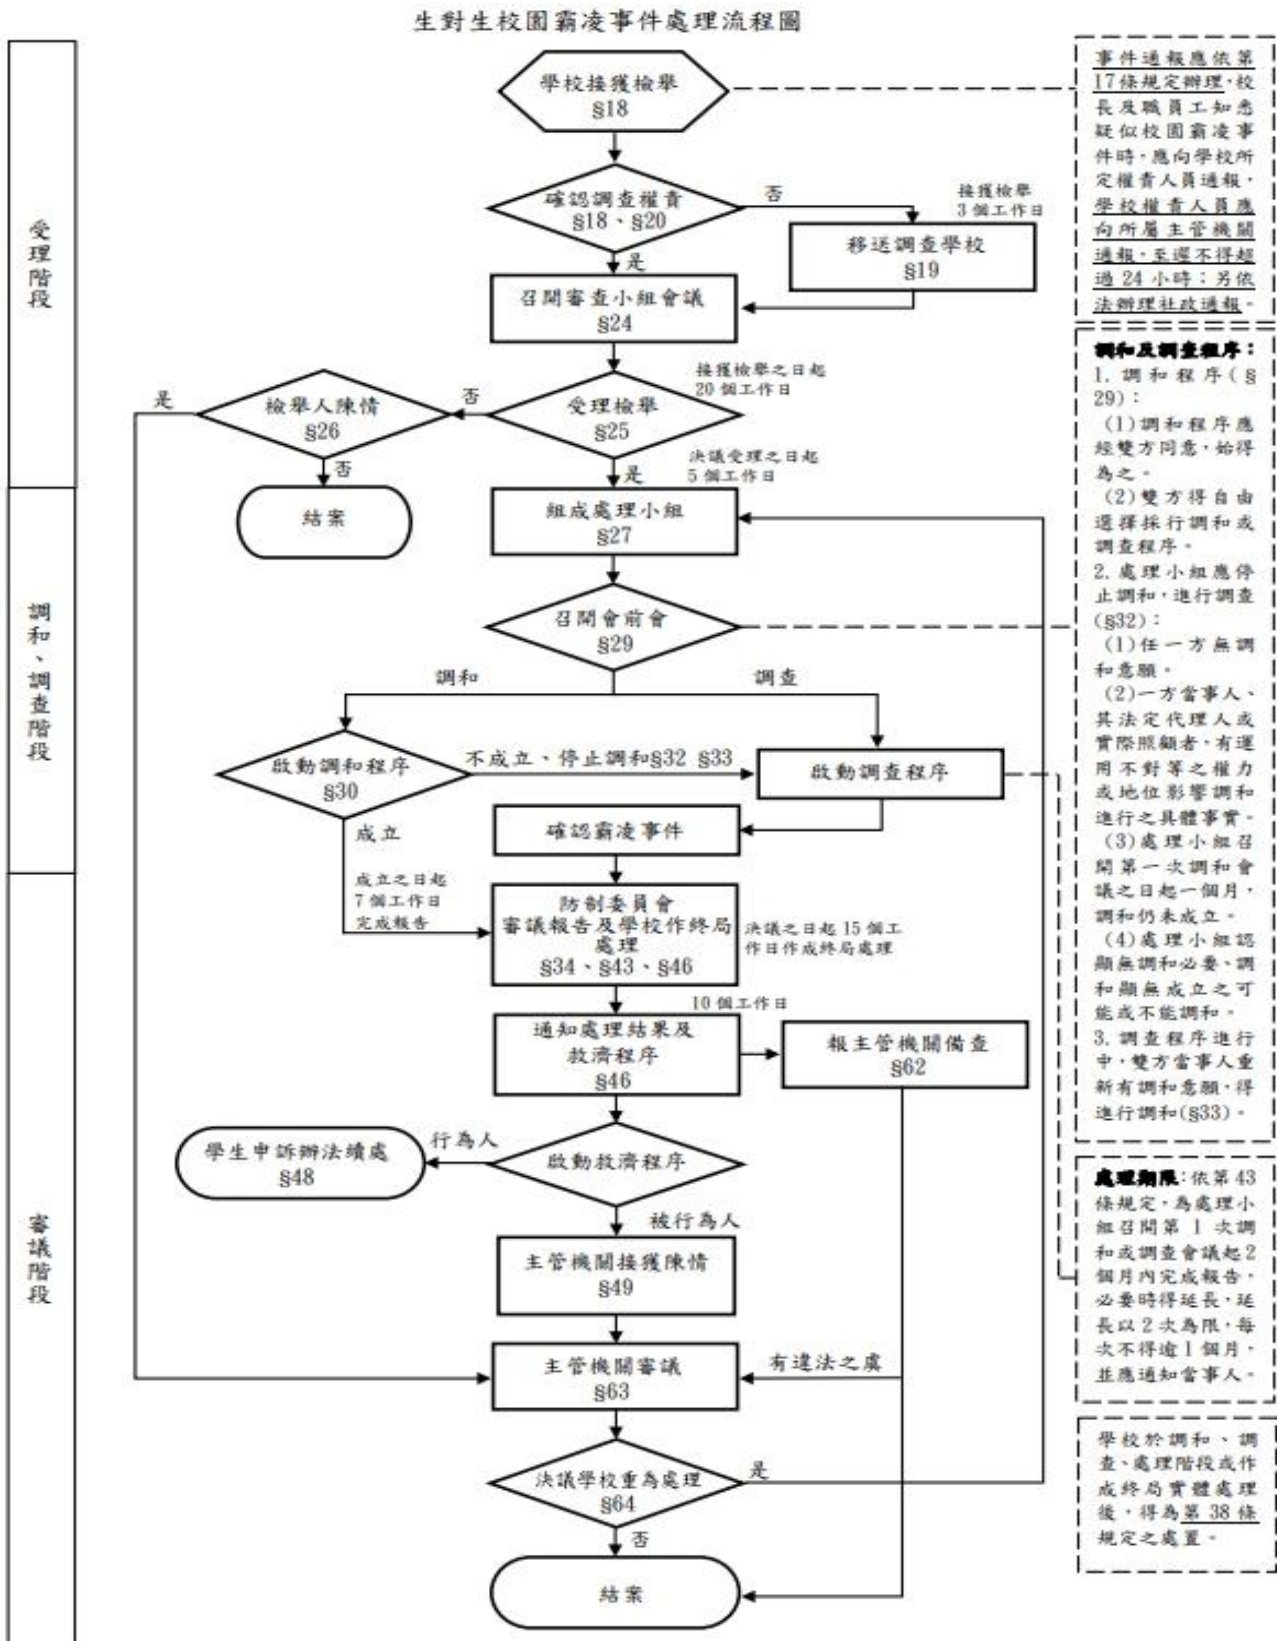 生對生校園霸凌事件處理流程圖
受理階段
學校接獲檢舉
§18
確認調查權責
§18、§20
否
接獲檢舉
3 個工作日
移送調查學校
§19
是
召開審查小組會議
§24
接獲檢舉之日起
20 個工作日
受理檢舉
§25
否
檢舉人陳情
§26
是
否
結案
決議受理之日起
5 個工作日
是
調和、調查階段
組成處理小組
§27
召開會前會
§29
調和
調查
啟動調和程序
§30
不成立、停止調和§32 §33
啟動調查程序
成立
確認霸凌事件
審議階段
成立之日起
7 個工作日
完成報告
防制委員會
審議報告及學校作終局
處理
§34、§43、§46
決議之日起 15 個工
作日作成終局處理
10 個工作日
通知處理結果及
救濟程序
§46
報主管機關備查
§62
啟動救濟程序
行為人
學生申訴辦法續處
§48
被行為人
主管機關接獲陳情
§49
主管機關審議
§63
有違法之虞
決議學校重為處理
§64
是
否
結案
事件通報應依第
17條規定辦理,校
長及職員工知悉
疑似校園霸凌事
件時,應向學校所
定權責人員通報,
學校權責人員應
向所屬主管機關
通報,至遲不得超
過 24 小時；另依
法辦理社政通報。
調和及調查程序：
1. 調和程序(§
29)：
(1)調和程序應
經雙方同意,始得
為之。
(2)雙方得自由
選擇採行調和或
調查程序。
2. 處理小組應停
止調和,進行調查
(§32)：
(1)任一方無調
和意願。
(2)一方當事人、
其法定代理人或
實際照顧者,有運
用不對等之權力
或地位影響調和
進行之具體事實。
(3)處理小組召
開第一次調和會
議之日起一個月,
調和仍未成立。
(4)處理小組認
顯無調和必要、調
和顯無成立之可
能或不能調和。
3. 調查程序進行
中,雙方當事人重
新有調和意願,得
進行調和(§33)。
處理期限:依第 43
條規定,為處理小
組召開第 1 次調
和或調查會議起2
個月內完成報告,
必要時得延長,延
長以 2 次為限,每
次不得逾 1 個月,
並應通知當事人。
學校於調和、調
查、處理階段或作
成終局實體處理
後,得為第 38 條
規定之處置。